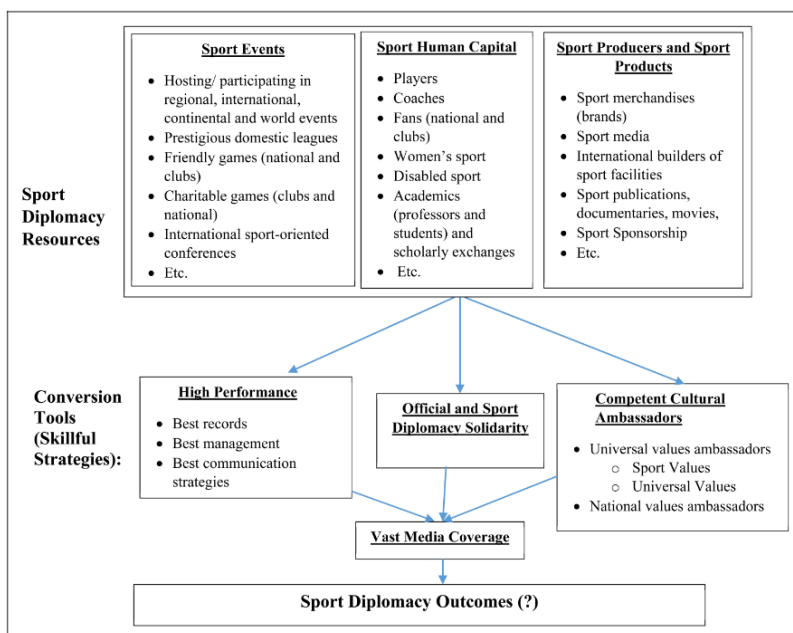 Sport
Diplomacy
Resources
Sport Events
• Hosting/ participating in
regional, international,
continental and world events
• Prestigious domestic leagues
• Friendly games (national and
clubs)
• Charitable games (clubs and
national)
• International sport-oriented
conferences
• Etc.
Sport Human Capital
• Players
• Coaches
• Fans (national and
clubs)
• Women's sport
• Disabled sport
• Academics
(professors and
students) and
scholarly exchanges
• Etc.
Sport Producers and Sport
Products
• Sport merchandises
(brands)
• Sport media
• International builders of
sport facilities
• Sport publications,
documentaries, movies,
• Sport Sponsorship
• Etc.
Conversion
Tools
(Skillful
Strategies):
High Performance
• Best records
• Best management
• Best communication
strategies
Official and Sport
Diplomacy Solidarity
Competent Cultural
Ambassadors
• Universal values ambassadors
o Sport Values
o Universal Values
• National values ambassadors
Vast Media Coverage
Sport Diplomacy Outcomes (?)